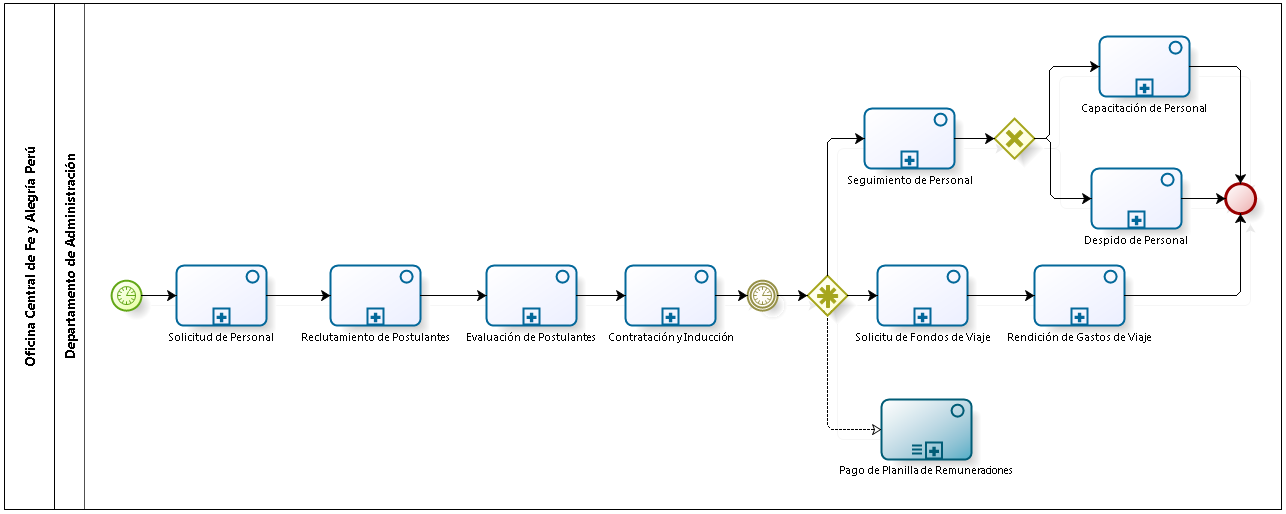 Oficina Central de Fe y Alegría Perú
Departamento de Administración
Capacitación de Personal
Seguimiento de Personal
Despido de Personal
Solicitud de Personal
Reclutamiento de Postulantes
Evaluación de Postulantes
Contratación y Inducción
Solicitu de Fondos de Viaje
Rendición de Gastos de Viaje
Pago de Planilla de Remuneraciones